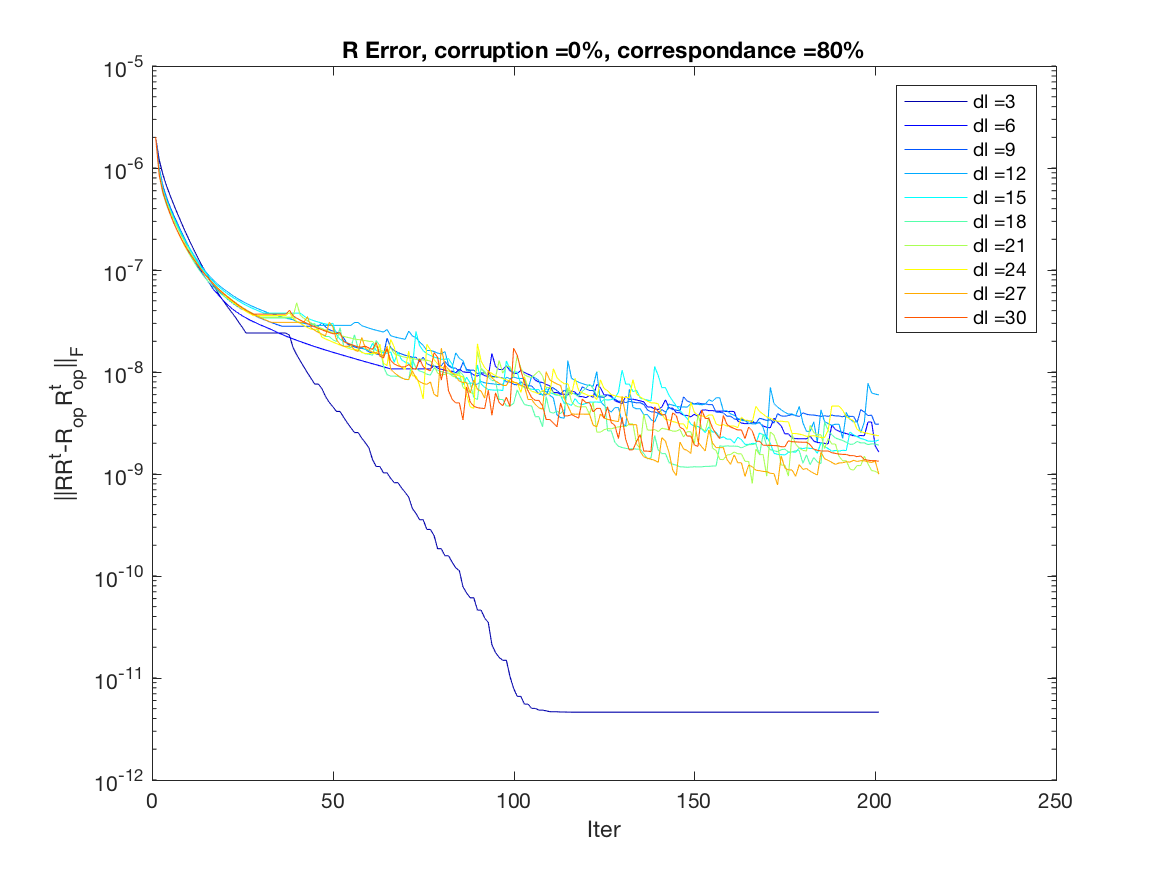 R Error, corruption =0%, correspondance =80%
10^-5
10^-6
10^-7
10^-8
10^-9
10^-10
10^-11
10^-12
||RR^t-R_op R^t_op||_F
dl =3
dl =6
dl =9
dl =12
dl =15
dl =18
dl =21
dl =24
dl =27
dl =30
0 50 100 150 200 250
Iter